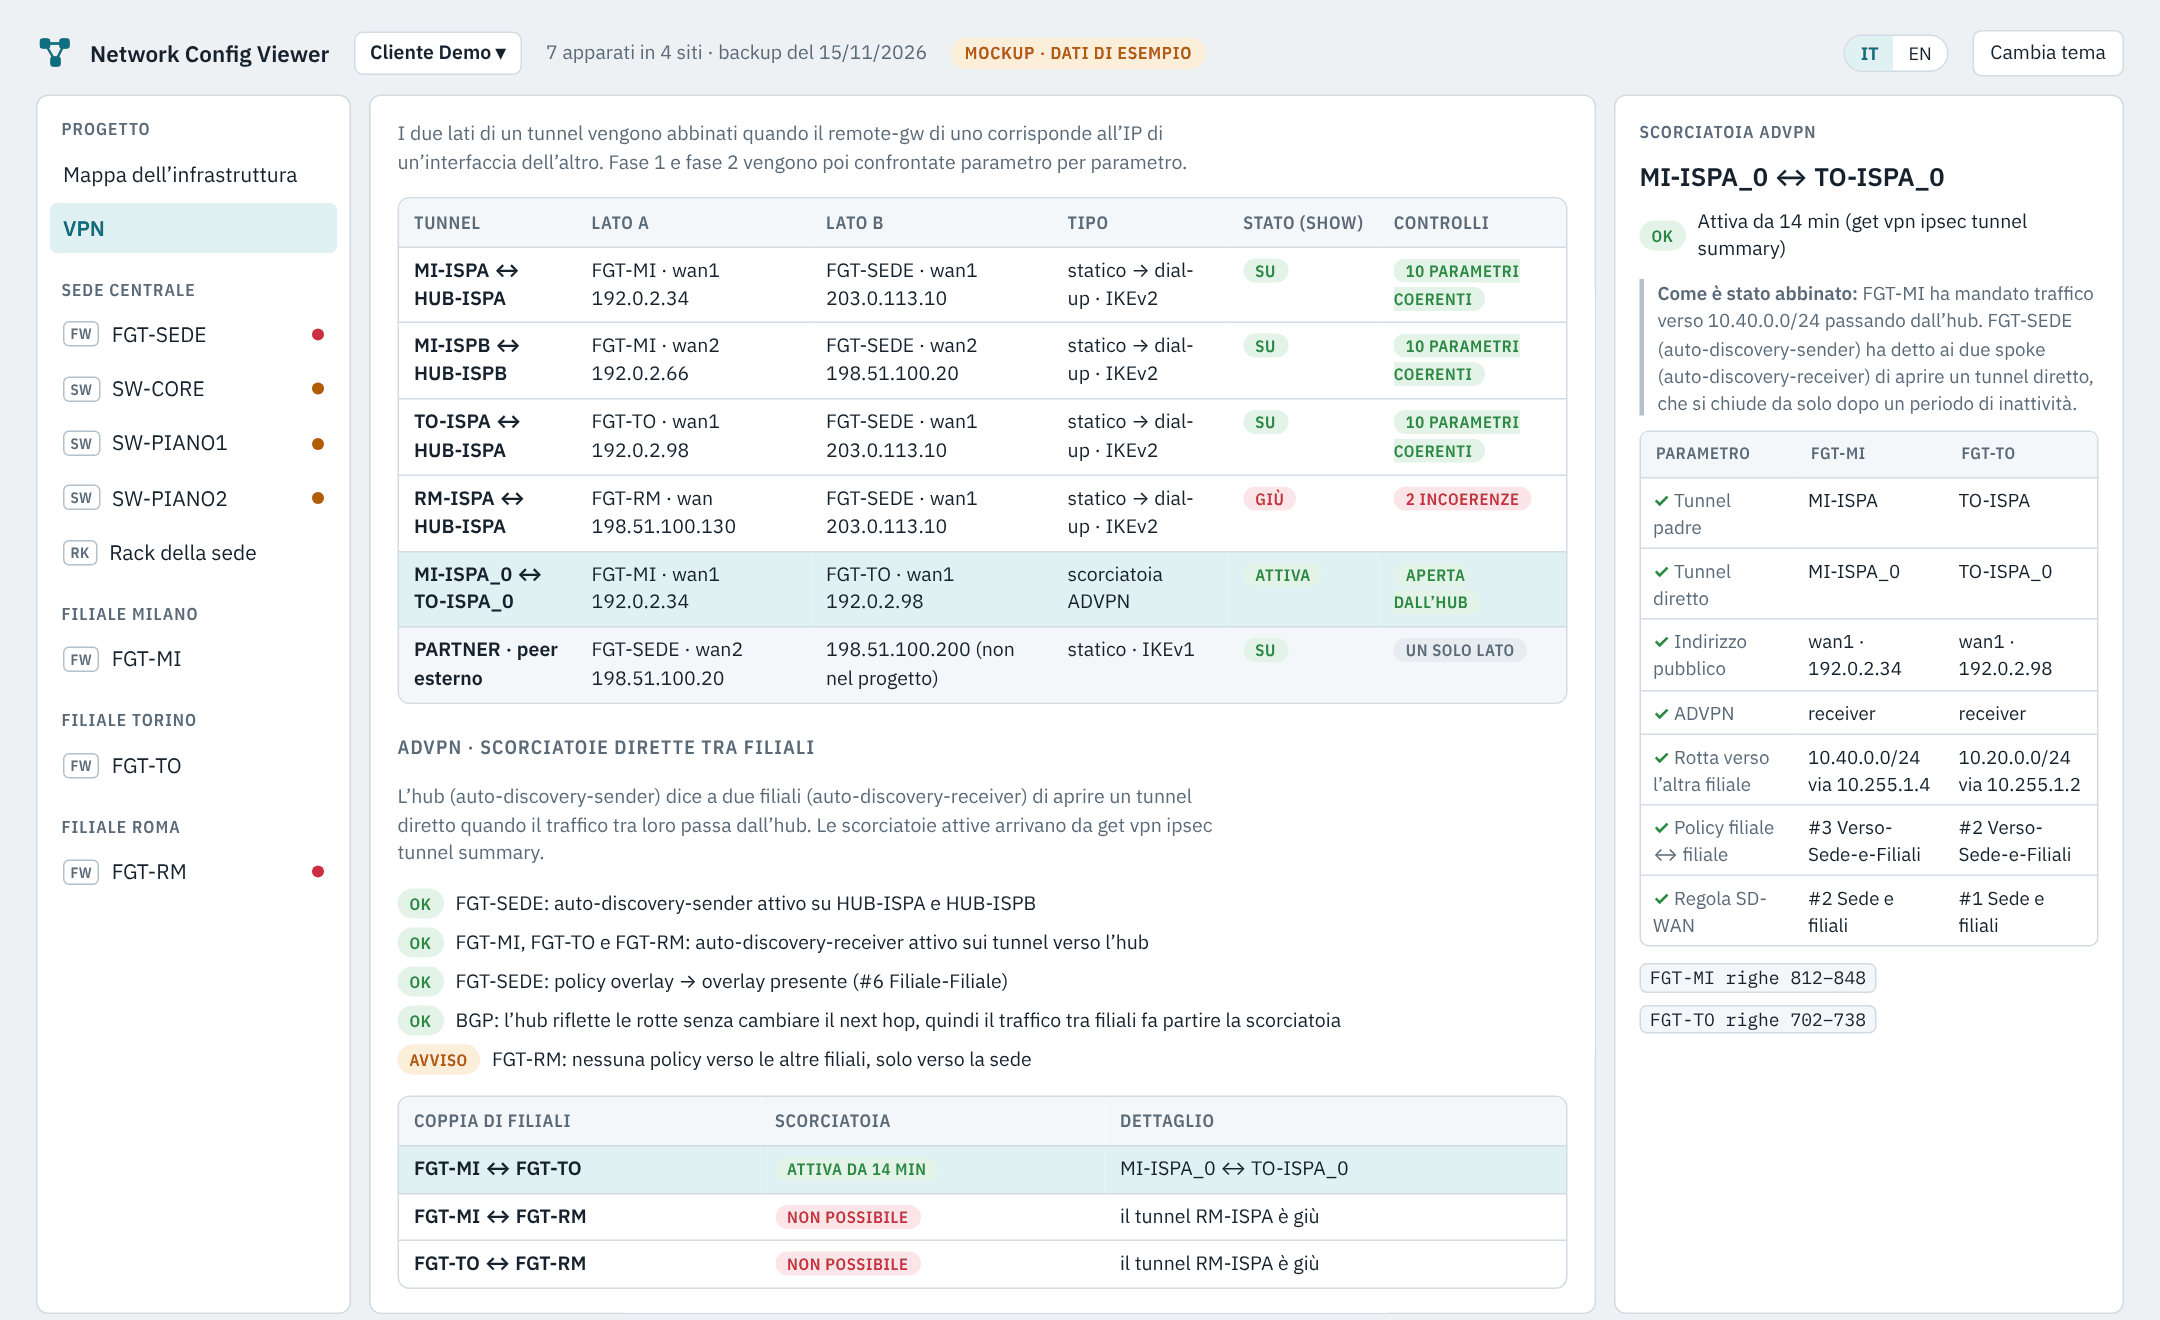 Network Config Viewer
Cliente Demo ▾
7 apparati in 4 siti · backup del 15/11/2026
MOCKUP · DATI DI ESEMPIO
IT
EN
Cambia tema
PROGETTO
Mappa dell’infrastruttura
VPN
SEDE CENTRALE
FW FGT-SEDE
SW SW-CORE
SW SW-PIANO1
SW SW-PIANO2
RK Rack della sede
FILIALE MILANO
FW FGT-MI
FILIALE TORINO
FW FGT-TO
FILIALE ROMA
FW FGT-RM
I due lati di un tunnel vengono abbinati quando il remote-gw di uno corrisponde all’IP di
un’interfaccia dell’altro. Fase 1 e fase 2 vengono poi confrontate parametro per parametro.
TUNNEL LATO A LATO B TIPO STATO (SHOW) CONTROLLI
MI-ISPA ↔ FGT-MI · wan1 FGT-SEDE · wan1 statico → dial- SU 10 PARAMETRI
HUB-ISPA 192.0.2.34 203.0.113.10 up · IKEv2 COERENTI
MI-ISPB ↔ FGT-MI · wan2 FGT-SEDE · wan2 statico → dial- SU 10 PARAMETRI
HUB-ISPB 192.0.2.66 198.51.100.20 up · IKEv2 COERENTI
TO-ISPA ↔ FGT-TO · wan1 FGT-SEDE · wan1 statico → dial- SU 10 PARAMETRI
HUB-ISPA 192.0.2.98 203.0.113.10 up · IKEv2 COERENTI
RM-ISPA ↔ FGT-RM · wan FGT-SEDE · wan1 statico → dial- GIÙ 2 INCOERENZE
HUB-ISPA 198.51.100.130 203.0.113.10 up · IKEv2
MI-ISPA_0 ↔ FGT-MI · wan1 FGT-TO · wan1 scorciatoia ATTIVA APERTA
TO-ISPA_0 192.0.2.34 192.0.2.98 ADVPN DALL’HUB
PARTNER · peer FGT-SEDE · wan2 198.51.100.200 (non statico · IKEv1 SU UN SOLO LATO
esterno 198.51.100.20 nel progetto)
ADVPN · SCORCIATOIE DIRETTE TRA FILIALI
L’hub (auto-discovery-sender) dice a due filiali (auto-discovery-receiver) di aprire un tunnel
diretto quando il traffico tra loro passa dall’hub. Le scorciatoie attive arrivano da get vpn ipsec
tunnel summary.
OK FGT-SEDE: auto-discovery-sender attivo su HUB-ISPA e HUB-ISPB
OK FGT-MI, FGT-TO e FGT-RM: auto-discovery-receiver attivo sui tunnel verso l’hub
OK FGT-SEDE: policy overlay → overlay presente (#6 Filiale-Filiale)
OK BGP: l’hub riflette le rotte senza cambiare il next hop, quindi il traffico tra filiali fa partire la scorciatoia
AVVISO FGT-RM: nessuna policy verso le altre filiali, solo verso la sede
COPPIA DI FILIALI SCORCIATOIA DETTAGLIO
FGT-MI ↔ FGT-TO ATTIVA DA 14 MIN MI-ISPA_0 ↔ TO-ISPA_0
FGT-MI ↔ FGT-RM NON POSSIBILE il tunnel RM-ISPA è giù
FGT-TO ↔ FGT-RM NON POSSIBILE il tunnel RM-ISPA è giù
SCORCIATOIA ADVPN
MI-ISPA_0 ↔ TO-ISPA_0
OK Attiva da 14 min (get vpn ipsec tunnel
summary)
Come è stato abbinato: FGT-MI ha mandato traffico
verso 10.40.0.0/24 passando dall’hub. FGT-SEDE
(auto-discovery-sender) ha detto ai due spoke
(auto-discovery-receiver) di aprire un tunnel diretto,
che si chiude da solo dopo un periodo di inattività.
PARAMETRO FGT-MI FGT-TO
✓ Tunnel MI-ISPA TO-ISPA
padre
✓ Tunnel MI-ISPA_0 TO-ISPA_0
diretto
✓ Indirizzo wan1 · wan1 ·
pubblico 192.0.2.34 192.0.2.98
✓ ADVPN receiver receiver
✓ Rotta verso 10.40.0.0/24 10.20.0.0/24
l’altra filiale via 10.255.1.4 via 10.255.1.2
✓ Policy filiale #3 Verso- #2 Verso-
↔ filiale Sede-e-Filiali Sede-e-Filiali
✓ Regola SD- #2 Sede e #1 Sede e
WAN filiali filiali
FGT-MI righe 812–848
FGT-TO righe 702–738